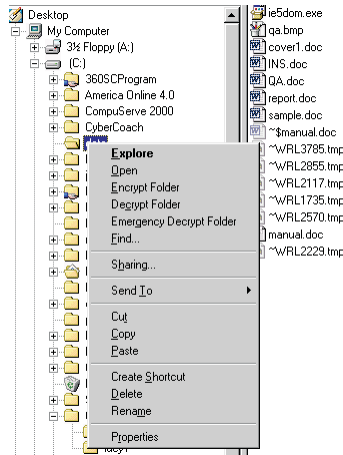 Desktop
My Computer
3½ Floppy (A:)
(C:)
360SCProgram
America Online 4.0
CompuServe 2000
CyberCoach
Explore
Open
Encrypt Folder
Decrypt Folder
Emergency Decrypt Folder
Find...
Sharing...
Send To
Cut
Copy
Paste
Create Shortcut
Delete
Rename
Properties
ie5dom.exe
qa.bmp
cover1.doc
INS.doc
QA.doc
report.doc
sample.doc
~$manual.doc
~WRL3785.tmp
~WRL2855.tmp
~WRL2117.tmp
~WRL1735.tmp
~WRL2570.tmp
manual.doc
~WRL2229.tmp